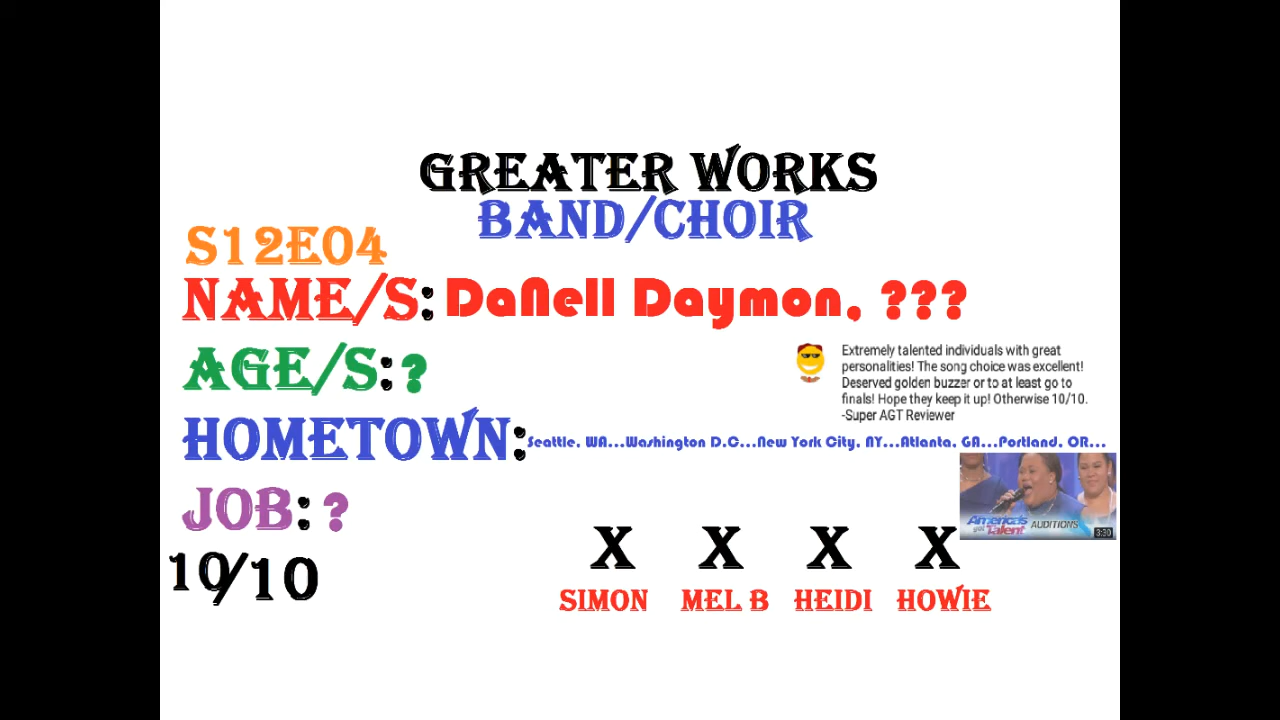 GREATER WORKS
BAND/CHOIR
S12E04
NAME/S: DaNell Daymon, ???
AGE/S: ?
Extremely talented individuals with great
personalities! The song choice was excellent!
Deserved golden buzzer or to at least go to
finals! Hope they keep it up! Otherwise 10/10.
-Super AGT Reviewer
HOMETOWN: Seattle, WA...Washington D.C...New York City, NY...Atlanta, GA...Portland, OR...
JOB: ?
America's got Talent AUDITIONS 3:30
10/10
X X X X
SIMON MEL B HEIDI HOWIE